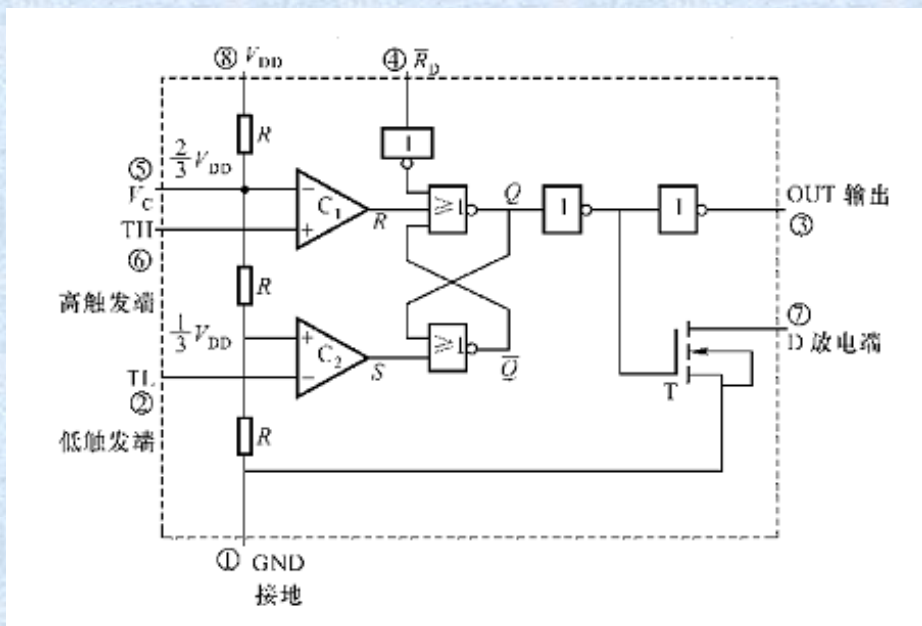 ⑧ V_DD
④ R̅_D
R
2/3 V_DD
⑤
V_C
TH
⑥
高触发端
C₁
R
1
≥1
Q
1
1
OUT 输出
③
R
1/3 V_DD
C₂
S
≥1
Q̅
⑦
D 放电端
T
TL
②
低触发端
R
① GND
接地